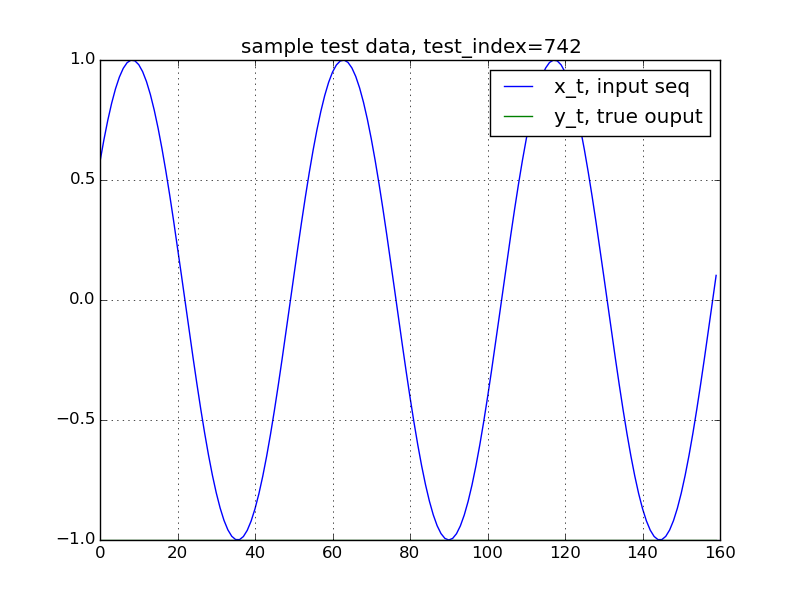 sample test data, test_index=742
x_t, input seq
y_t, true ouput
1.0
0.5
0.0
−0.5
−1.0
0 20 40 60 80 100 120 140 160